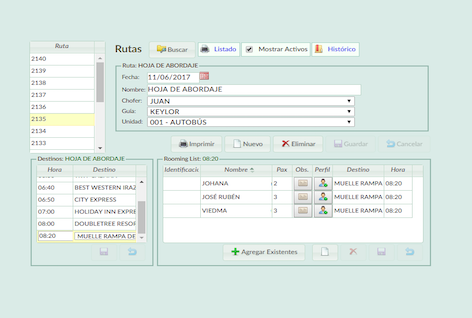 Ruta
2140
2139
2138
2137
2136
2135
2134
2133
Rutas
Buscar
Listado
Mostrar Activos
Histórico
Ruta: HOJA DE ABORDAJE
Fecha: 11/06/2017
Nombre: HOJA DE ABORDAJE
Chofer: JUAN
Guía: KEYLOR
Unidad: 001 - AUTOBÚS
Imprimir Nuevo Eliminar Guardar Cancelar
Destinos: HOJA DE ABORDAJE
Hora Destino
06:40 BEST WESTERN IRAZ
06:50 CITY EXPRESS
07:00 HOLIDAY INN EXPRE
08:00 DOUBLETREE RESOR
08:20 MUELLE RAMPA DE
Rooming List: 08:20
Identificació Nombre Pax Obs. Perfil Destino Hora
JOHANA 2 MUELLE RAMPA 08:20
JOSÉ RUBÉN 3 MUELLE RAMPA 08:20
VIEDMA 3 MUELLE RAMPA 08:20
Agregar Existentes